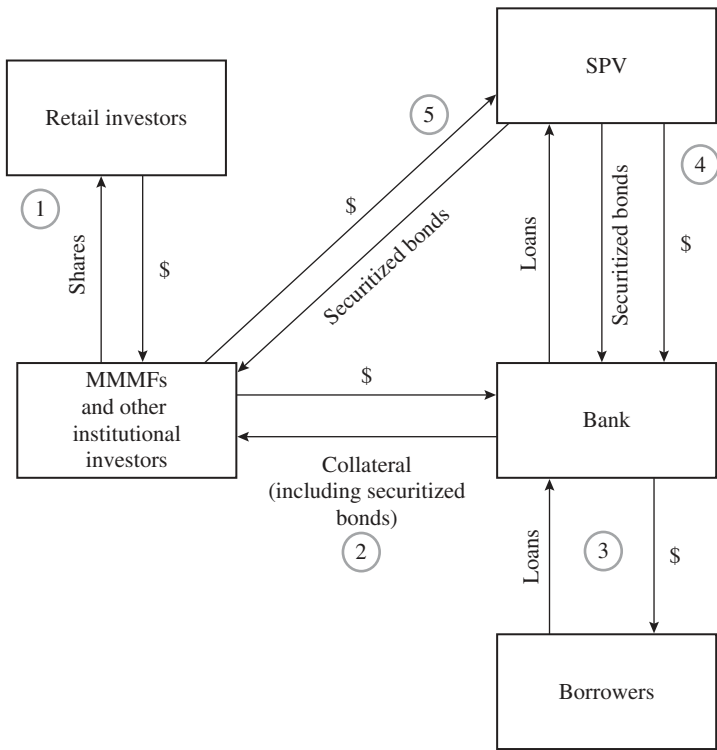 SPV
Retail investors
5
4
1
$
Shares
$
Securitized bonds
Loans
Securitized bonds
$
MMMFs
and other
institutional
investors
$
Bank
Collateral
(including securitized
bonds)
2
Loans
3
$
Borrowers